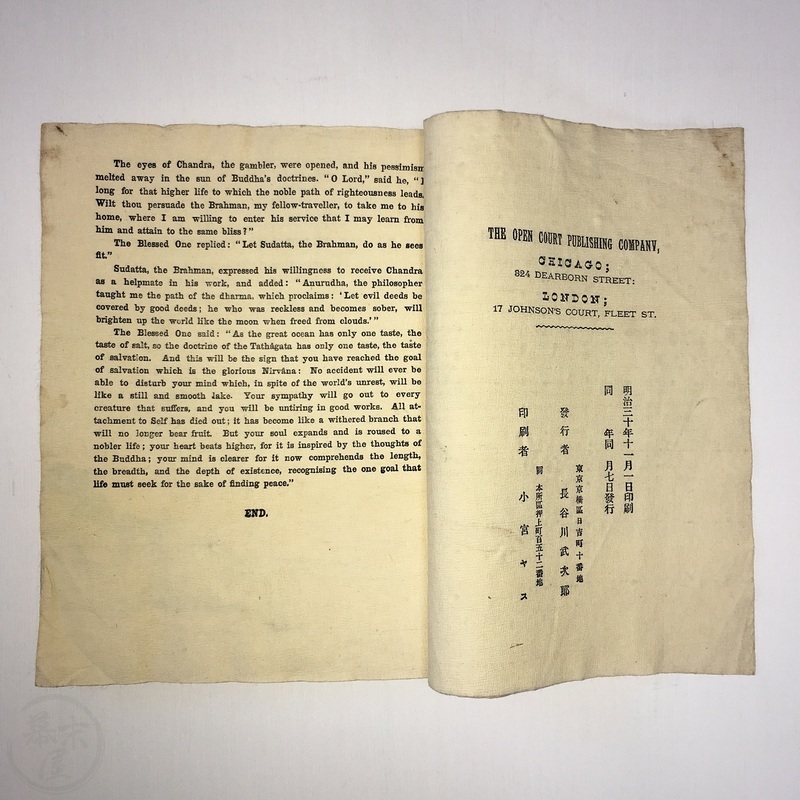 The eyes of Chandra, the gambler, were opened, and his pessimism
melted away in the sun of Buddha's doctrines. "O Lord," said he, "I
long for that higher life to which the noble path of righteousness leads.
Wilt thou persuade the Brahman, my fellow-traveller, to take me to his
home, where I am willing to enter his service that I may learn from
him and attain to the same bliss?"
The Blessed One replied: "Let Sudatta, the Brahman, do as he sees
fit."
Sudatta, the Brahman, expressed his willingness to receive Chandra
as a helpmate in his work, and added: "Anurudha, the philosopher
taught me the path of the dharma, which proclaims: 'Let evil deeds be
covered by good deeds; he who was reckless and becomes sober, will
brighten up the world like the moon when freed from clouds.'"
The Blessed One said: "As the great ocean has only one taste, the
taste of salt, so the doctrine of the Tathâgata has only one taste, the taste
of salvation. And this will be the sign that you have reached the goal
of salvation which is the glorious Nirvâna: No accident will ever be
able to disturb your mind which, in spite of the world's unrest, will be
like a still and smooth lake. Your sympathy will go out to every
creature that suffers, and you will be untiring in good works. All at-
tachment to Self has died out; it has become like a withered branch that
will no longer bear fruit. But your soul expands and is roused to a
nobler life; your heart beats higher, for it is inspired by the thoughts of
the Buddha; your mind is clearer for it now comprehends the length,
the breadth, and the depth of existence, recognising the one goal that
life must seek for the sake of finding peace."
END.
THE OPEN COURT PUBLISHING COMPANY,
CHICAGO;
324 DEARBORN STREET:
LONDON;
17 JOHNSON'S COURT, FLEET ST.
明治三十年十一月一日印刷
同 年同 月七日發行
東京京橋區日吉町十番地
發行者 長谷川武次郎
同 本所區押上町百五十二番地
印刷者 小宮ヤス
幕末屋